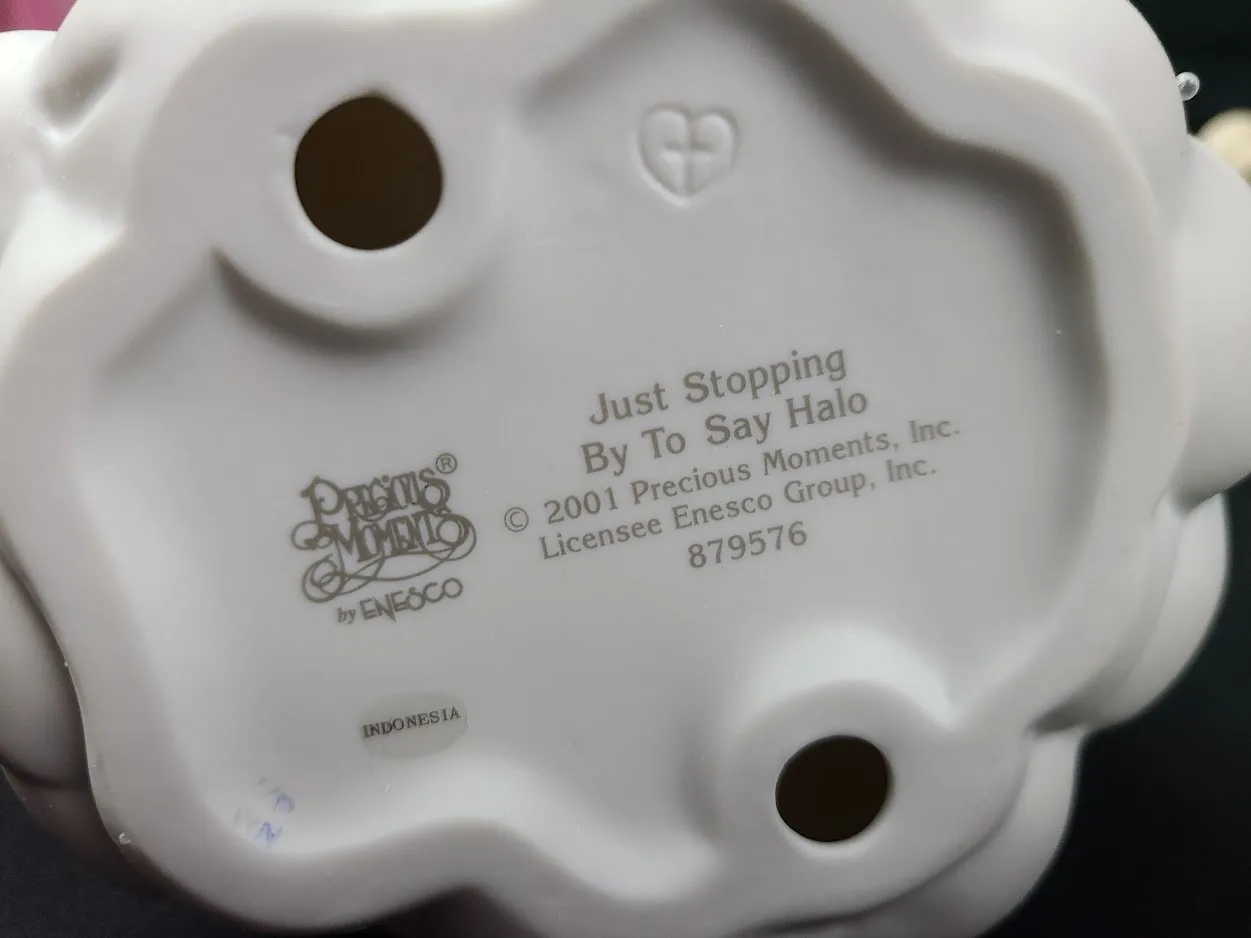 Just Stopping
By To Say Halo
© 2001 Precious Moments, Inc.
Licensee Enesco Group, Inc.
879576
PRECIOUS®
MOMENTS
by ENESCO
INDONESIA